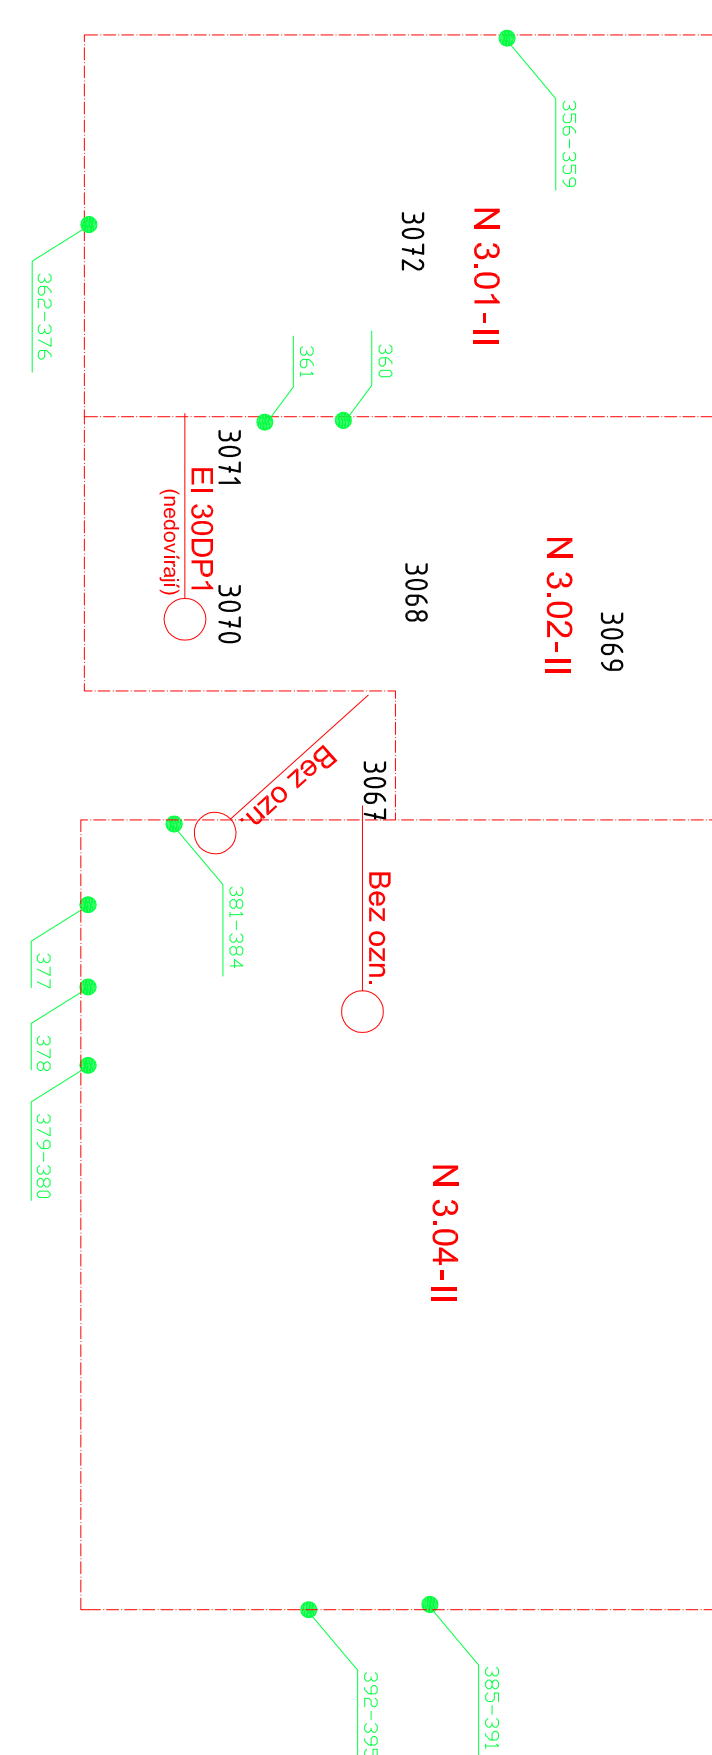 356-359
N 3.01-II
3072
362-376
360
361
3071
EI 30DP1
(nedovírají)
3070
3068
N 3.02-II
3069
3067
Bez ozn.
Bez ozn.
381-384
377
378
379-380
N 3.04-II
385-391
392-395